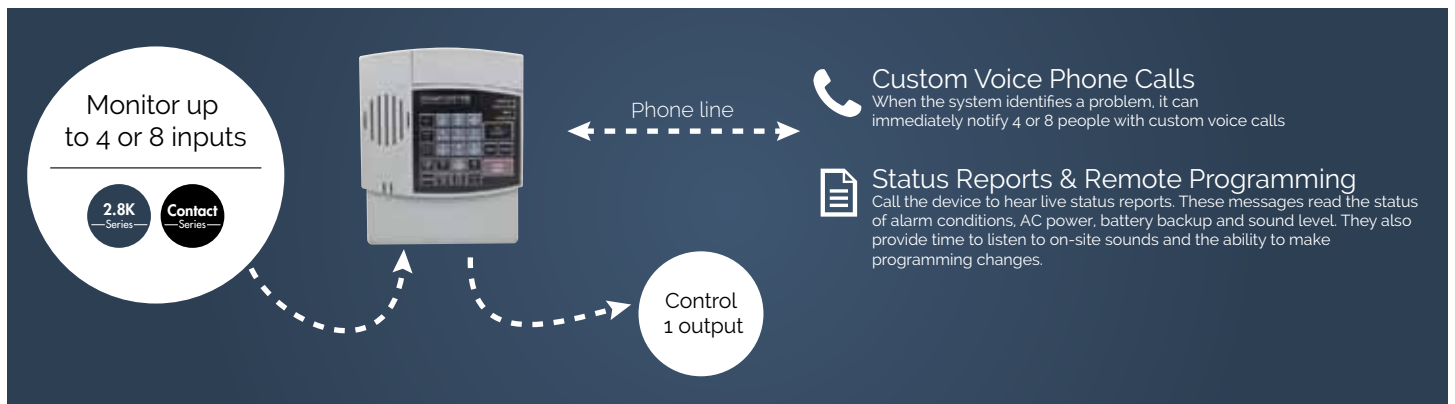 Monitor up
to 4 or 8 inputs
2.8K
Series
Contact
Series
Phone line
Control
1 output
Custom Voice Phone Calls
When the system identifies a problem, it can
immediately notify 4 or 8 people with custom voice calls
Status Reports & Remote Programming
Call the device to hear live status reports. These messages read the status
of alarm conditions, AC power, battery backup and sound level. They also
provide time to listen to on-site sounds and the ability to make
programming changes.